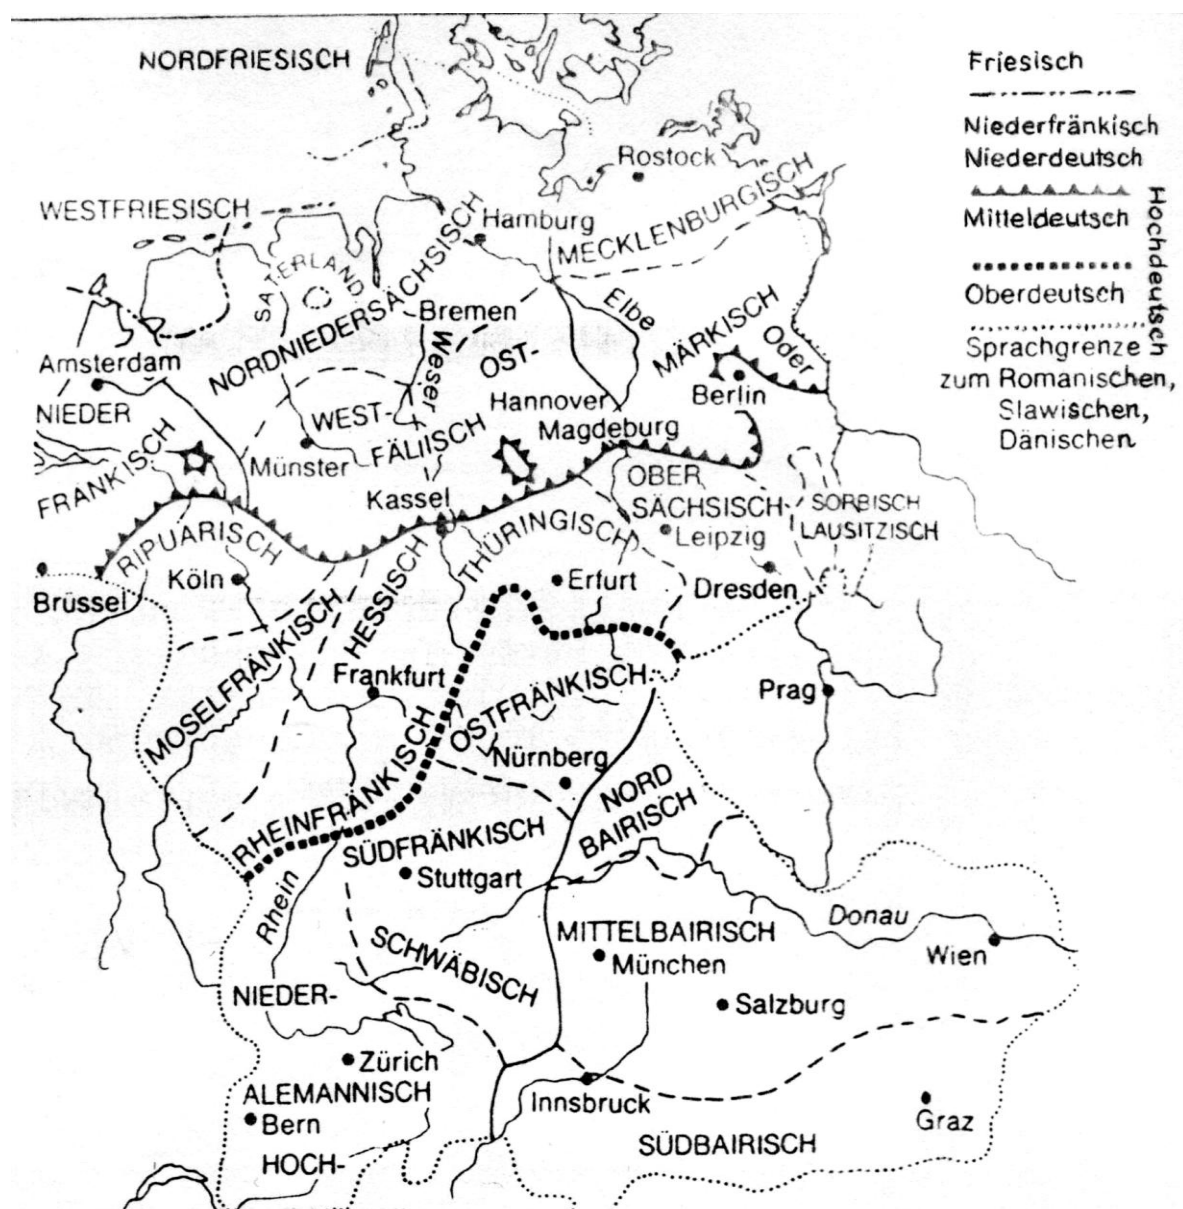 NORDFRIESISCH
Friesisch
Niederfränkisch
Niederdeutsch
Mitteldeutsch
Oberdeutsch
Hochdeutsch
Sprachgrenze
zum Romanischen,
Slawischen,
Dänischen
Rostock
WESTFRIESISCH
Hamburg
MECKLENBURGISCH
SATERLAND
NORDNIEDERSÄCHSISCH
Bremen
Elbe
Weser
OST-
MÄRKISCH
Oder
Amsterdam
Berlin
NIEDER
FRÄNKISCH
WEST-
FÄLIISCH
Hannover
Magdeburg
Münster
Kassel
OBER
SÄCHSISCH
Leipzig
SORBISCH
LAUSITZISCH
RIPUARISCH
THÜRINGISCH
Köln
Erfurt
Dresden
Brüssel
HESSISCH
MOSELFRÄNKISCH
Frankfurt
OSTFRÄNKISCH
Prag
RHEINFRÄNKISCH
Nürnberg
NORD
BAIRISCH
SÜDFRÄNKISCH
Stuttgart
Rhein
Donau
MITTELBAIRISCH
München
Wien
SCHWÄBISCH
NIEDER-
Salzburg
Zürich
ALEMANNISCH
Bern
HOCH-
Innsbruck
Graz
SÜDBAIRISCH